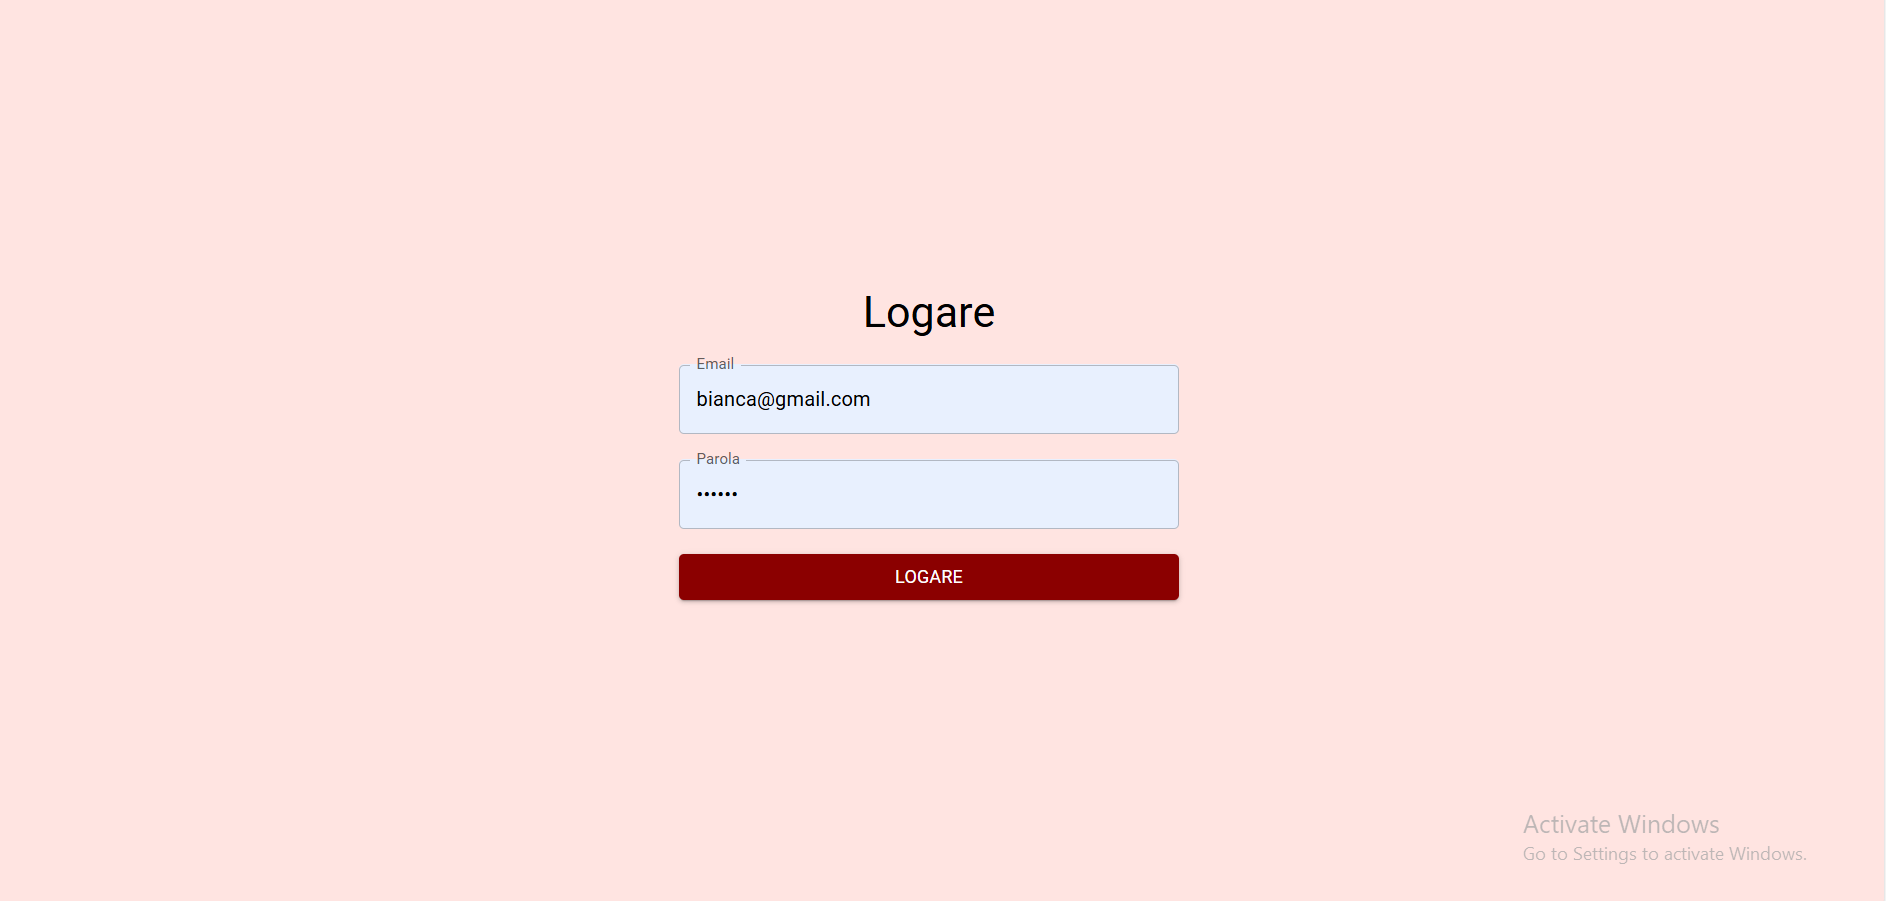 Logare
Email
bianca@gmail.com
Parola
••••••
LOGARE
Activate Windows
Go to Settings to activate Windows.